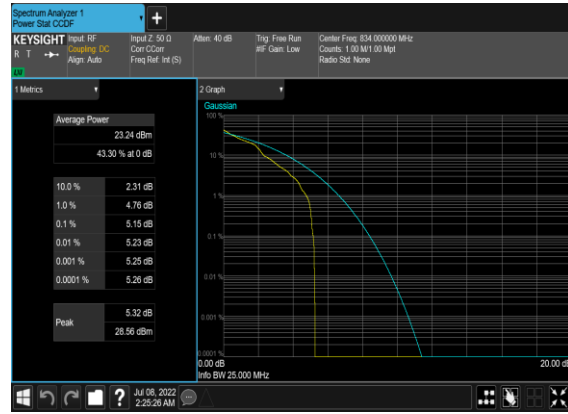 Spectrum Analyzer 1
Power Stat CCDF
KEYSIGHT
R T
LW
Input: RF
Coupling: DC
Align: Auto
Input Z: 50 Ω
Corr CCorr
Freq Ref: Int (S)
Atten: 40 dB
Trig: Free Run
#IF Gain: Low
Center Freq: 834.000000 MHz
Counts: 1.00 M/1.00 Mpt
Radio Std: None
1 Metrics
Average Power
23.24 dBm
43.30 % at 0 dB
10.0 % 2.31 dB
1.0 % 4.76 dB
0.1 % 5.15 dB
0.01 % 5.23 dB
0.001 % 5.25 dB
0.0001 % 5.26 dB
Peak
5.32 dB
28.56 dBm
2 Graph
Gaussian
100 %
10 %
1 %
0.1 %
0.01 %
0.001 %
0.0001 %
0.00 dB
20.00 dB
Info BW 25.000 MHz
?
Jul 08, 2022
2:25:26 AM